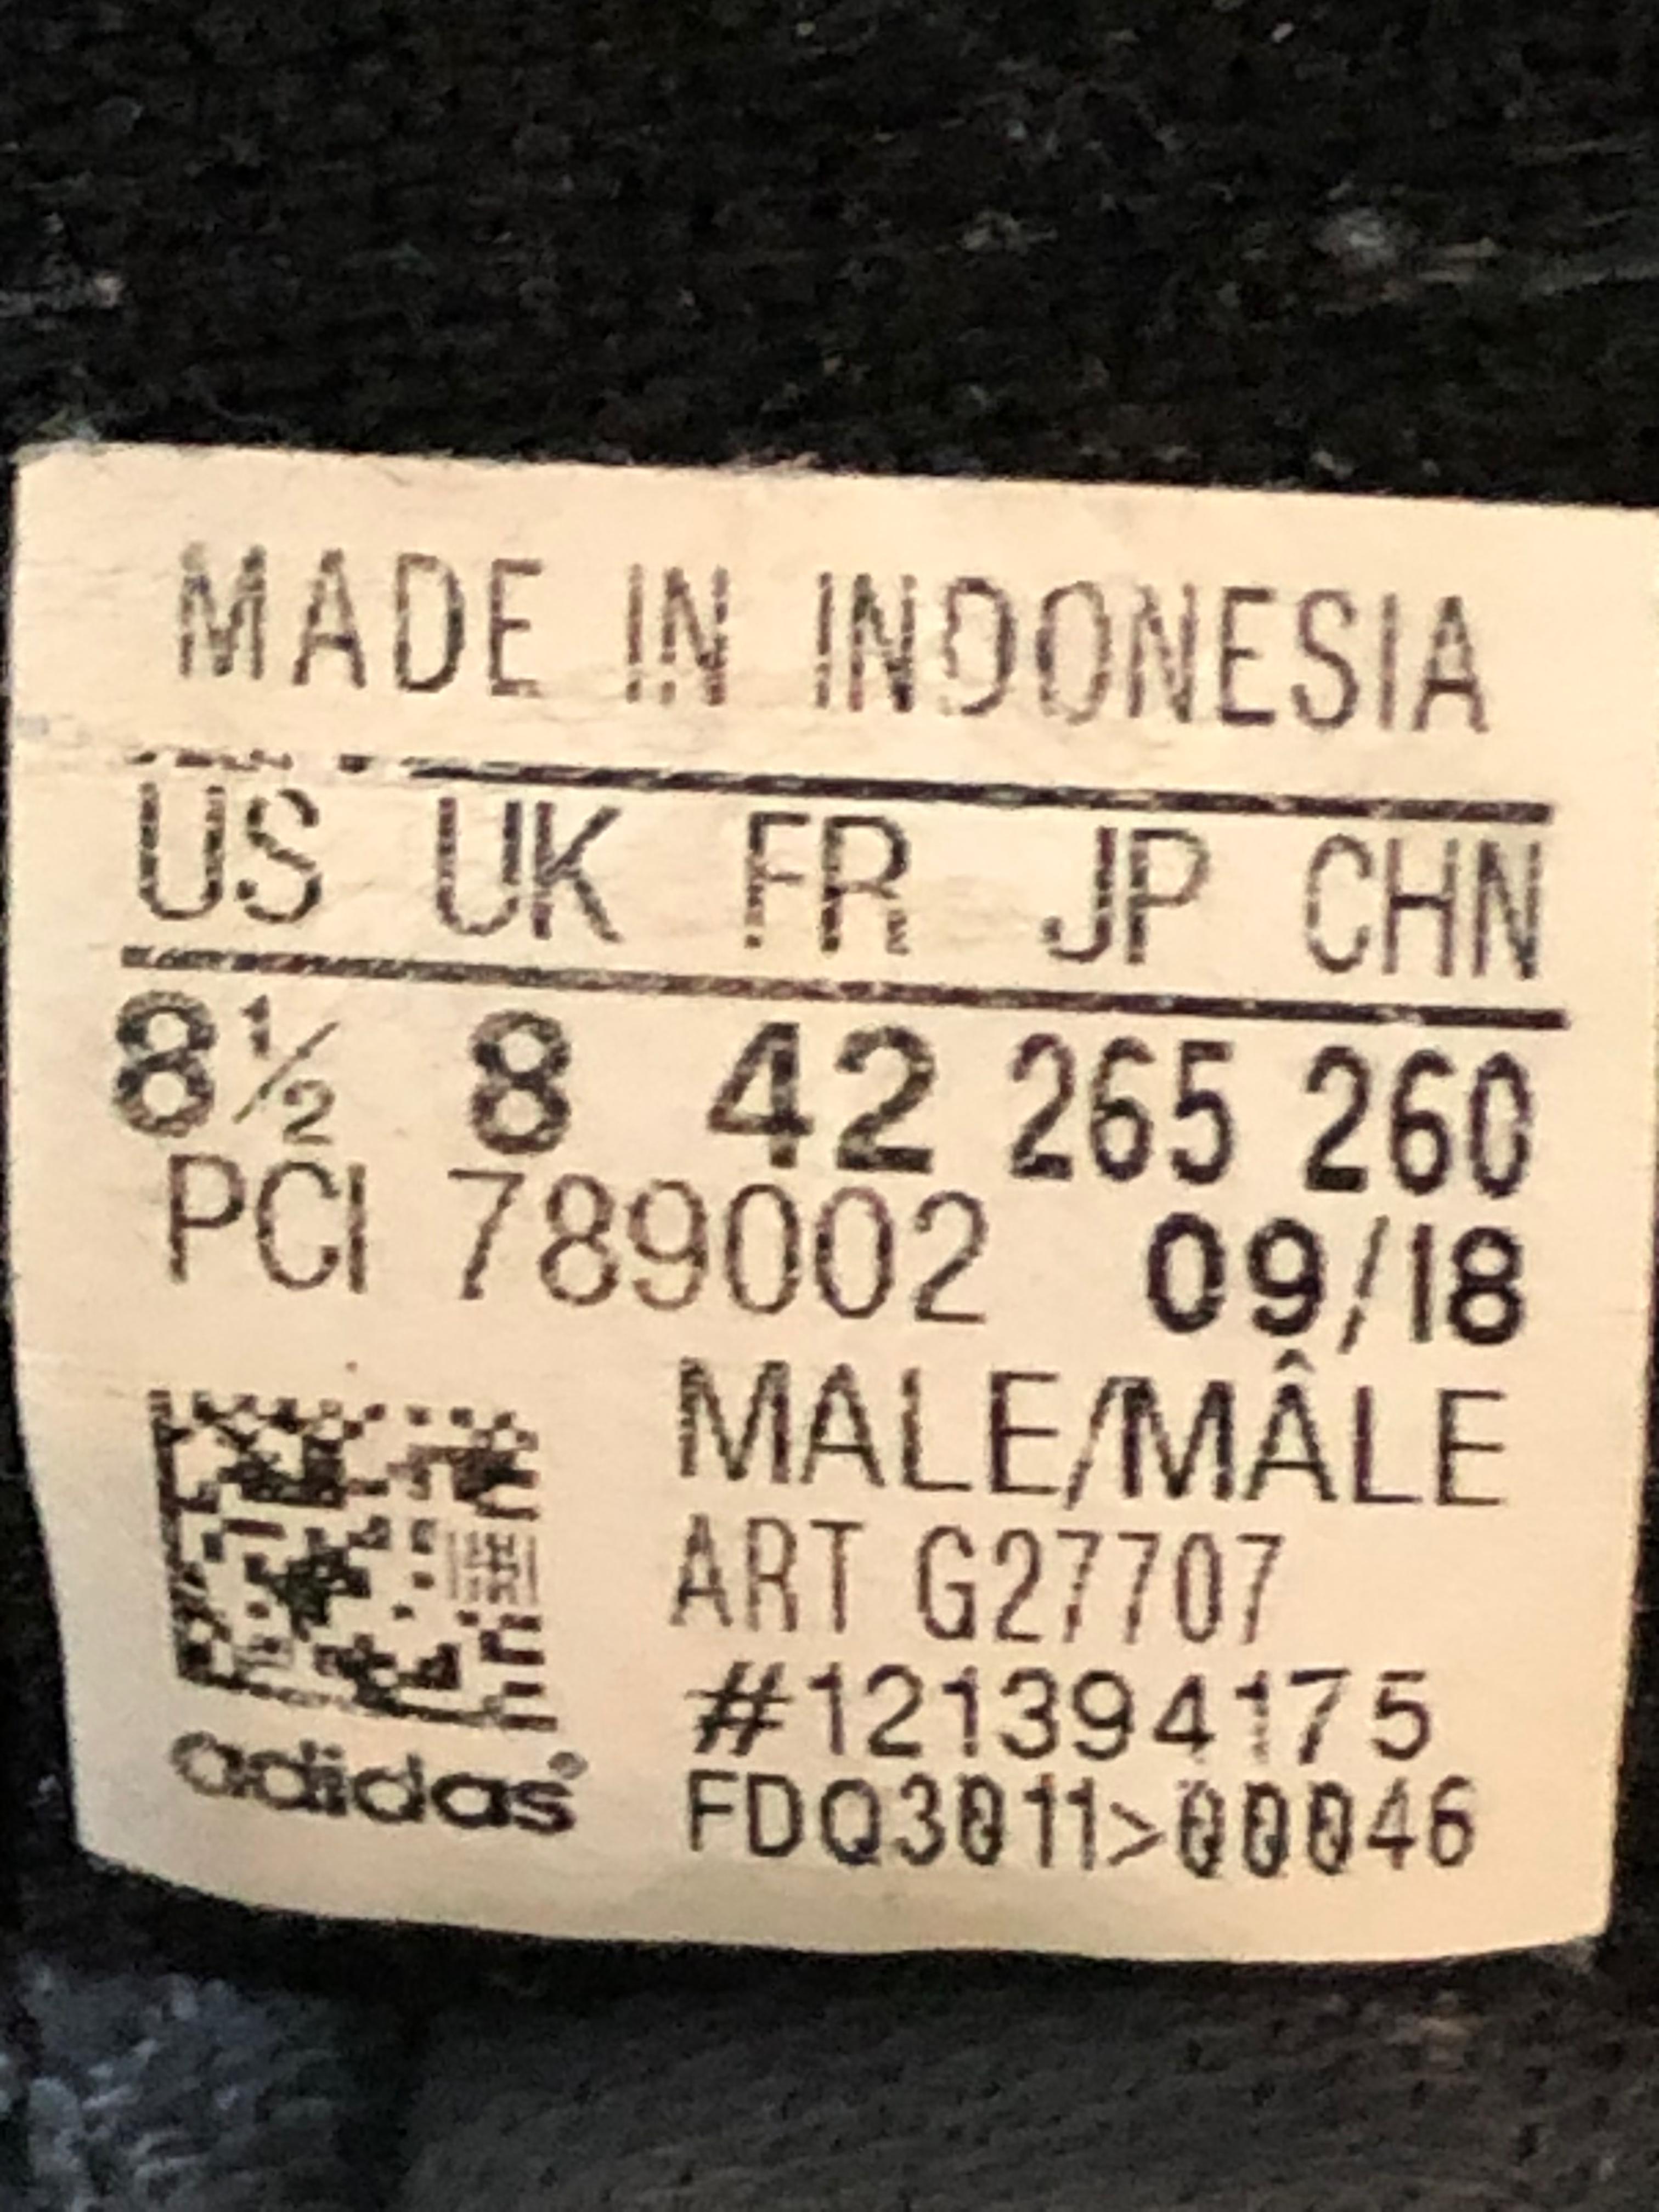 MADE IN INDONESIA
US UK FR JP CHN
8½ 8 42 265 260
PCI 789002 09/18
MALE/MÂLE
ART G27707
#121394175
FDQ3011>00046
adidas®